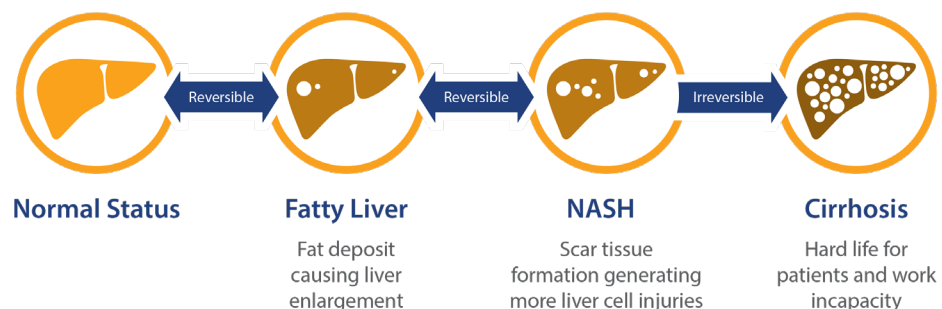 Reversible
Reversible
Irreversible
Normal Status
Fatty Liver
NASH
Cirrhosis
Fat deposit
causing liver
enlargement
Scar tissue
formation generating
more liver cell injuries
Hard life for
patients and work
incapacity